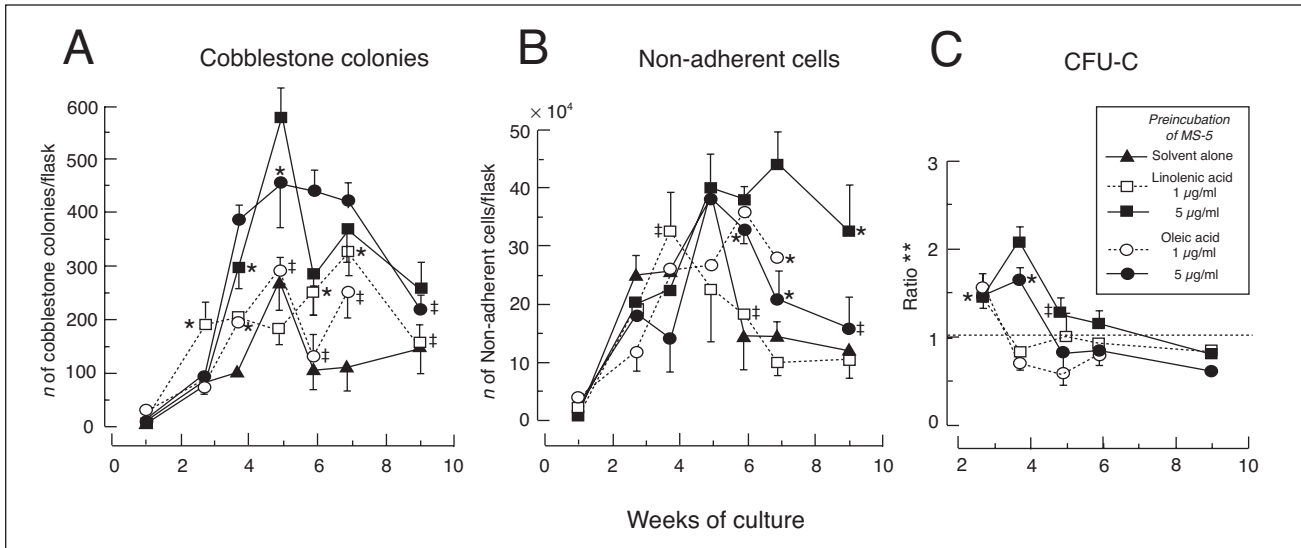 A
Cobblestone colonies
n of cobblestone colonies/flask
600
500
400
300
200
100
0
0 2 4 6 8 10
* * * * * * ‡ ‡ ‡ ‡ ‡
B
Non-adherent cells
× 10⁴
n of Non-adherent cells/flask
50
40
30
20
10
0
0 2 4 6 8 10
‡ * ‡ * * * ‡
C
CFU-C
Ratio **
3
2
1
0
2 4 6 8 10
* * ‡
Preincubation
of MS-5
Solvent alone
Linolenic acid
1 µg/ml
5 µg/ml
Oleic acid
1 µg/ml
5 µg/ml
Weeks of culture